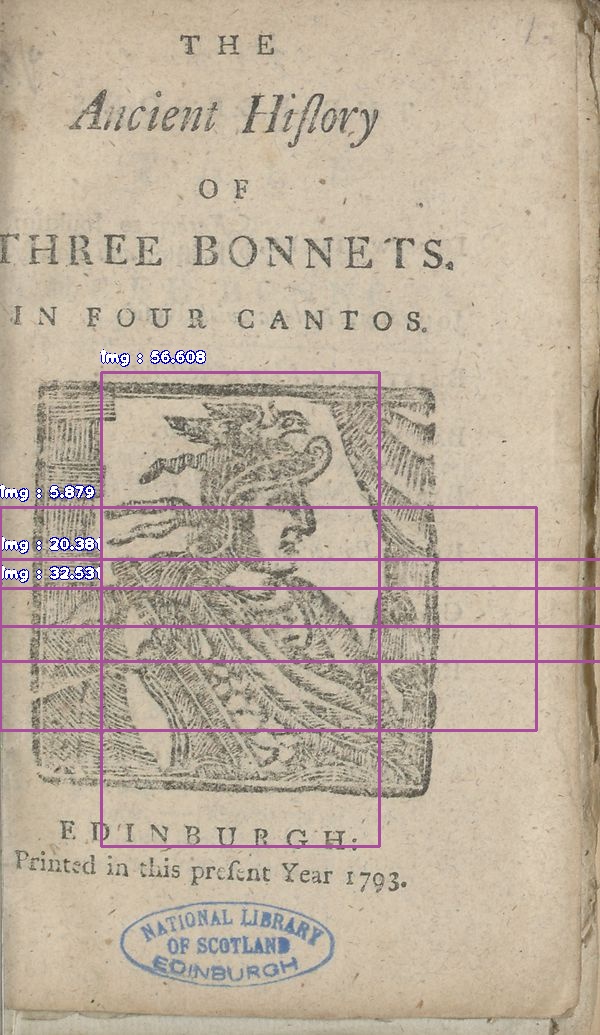 THE
Ancient Hiſtory
OF
THREE BONNETS.
IN FOUR CANTOS.
img : 56.608
img : 5.879
img : 20.381
img : 32.531
EDINBURGH:
Printed in this preſent Year 1793.
NATIONAL LIBRARY
OF SCOTLAND
EDINBURGH